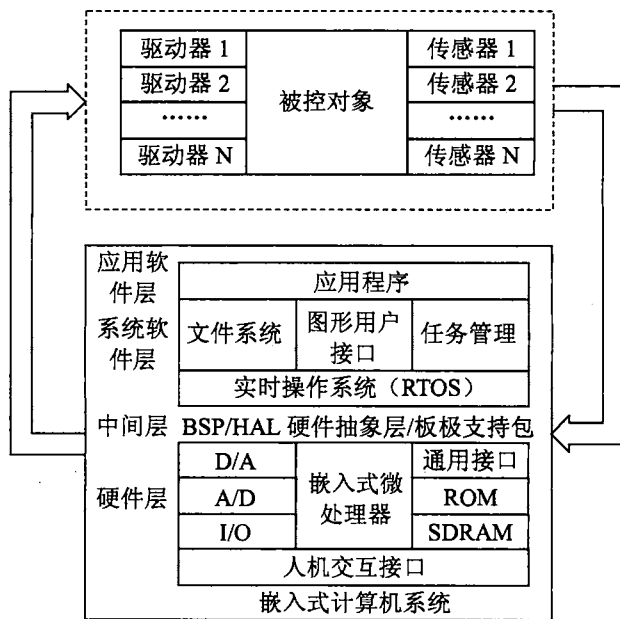 驱动器 1
驱动器 2
……
驱动器 N
被控对象
传感器 1
传感器 2
……
传感器 N
应用软
件层
应用程序
系统软
件层
文件系统
图形用户
接口
任务管理
实时操作系统（RTOS）
中间层
BSP/HAL 硬件抽象层/板极支持包
硬件层
D/A
A/D
I/O
嵌入式微
处理器
通用接口
ROM
SDRAM
人机交互接口
嵌入式计算机系统